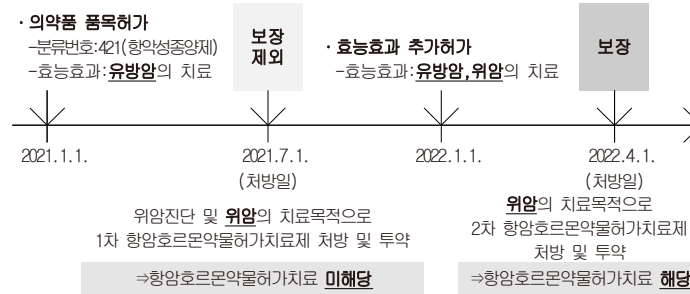 · 의약품 품목허가
-분류번호:421(항악성종양제)
-효능효과:유방암의 치료
보장
제외
· 효능효과 추가허가
-효능효과:유방암,위암의 치료
보장
2021.1.1.
2021.7.1.
(처방일)
2022.1.1.
2022.4.1.
(처방일)
위암진단 및 위암의 치료목적으로
1차 항암호르몬약물허가치료제 처방 및 투약
⇒항암호르몬약물허가치료 미해당
위암의 치료목적으로
2차 항암호르몬약물허가치료제
처방 및 투약
⇒항암호르몬약물허가치료 해당